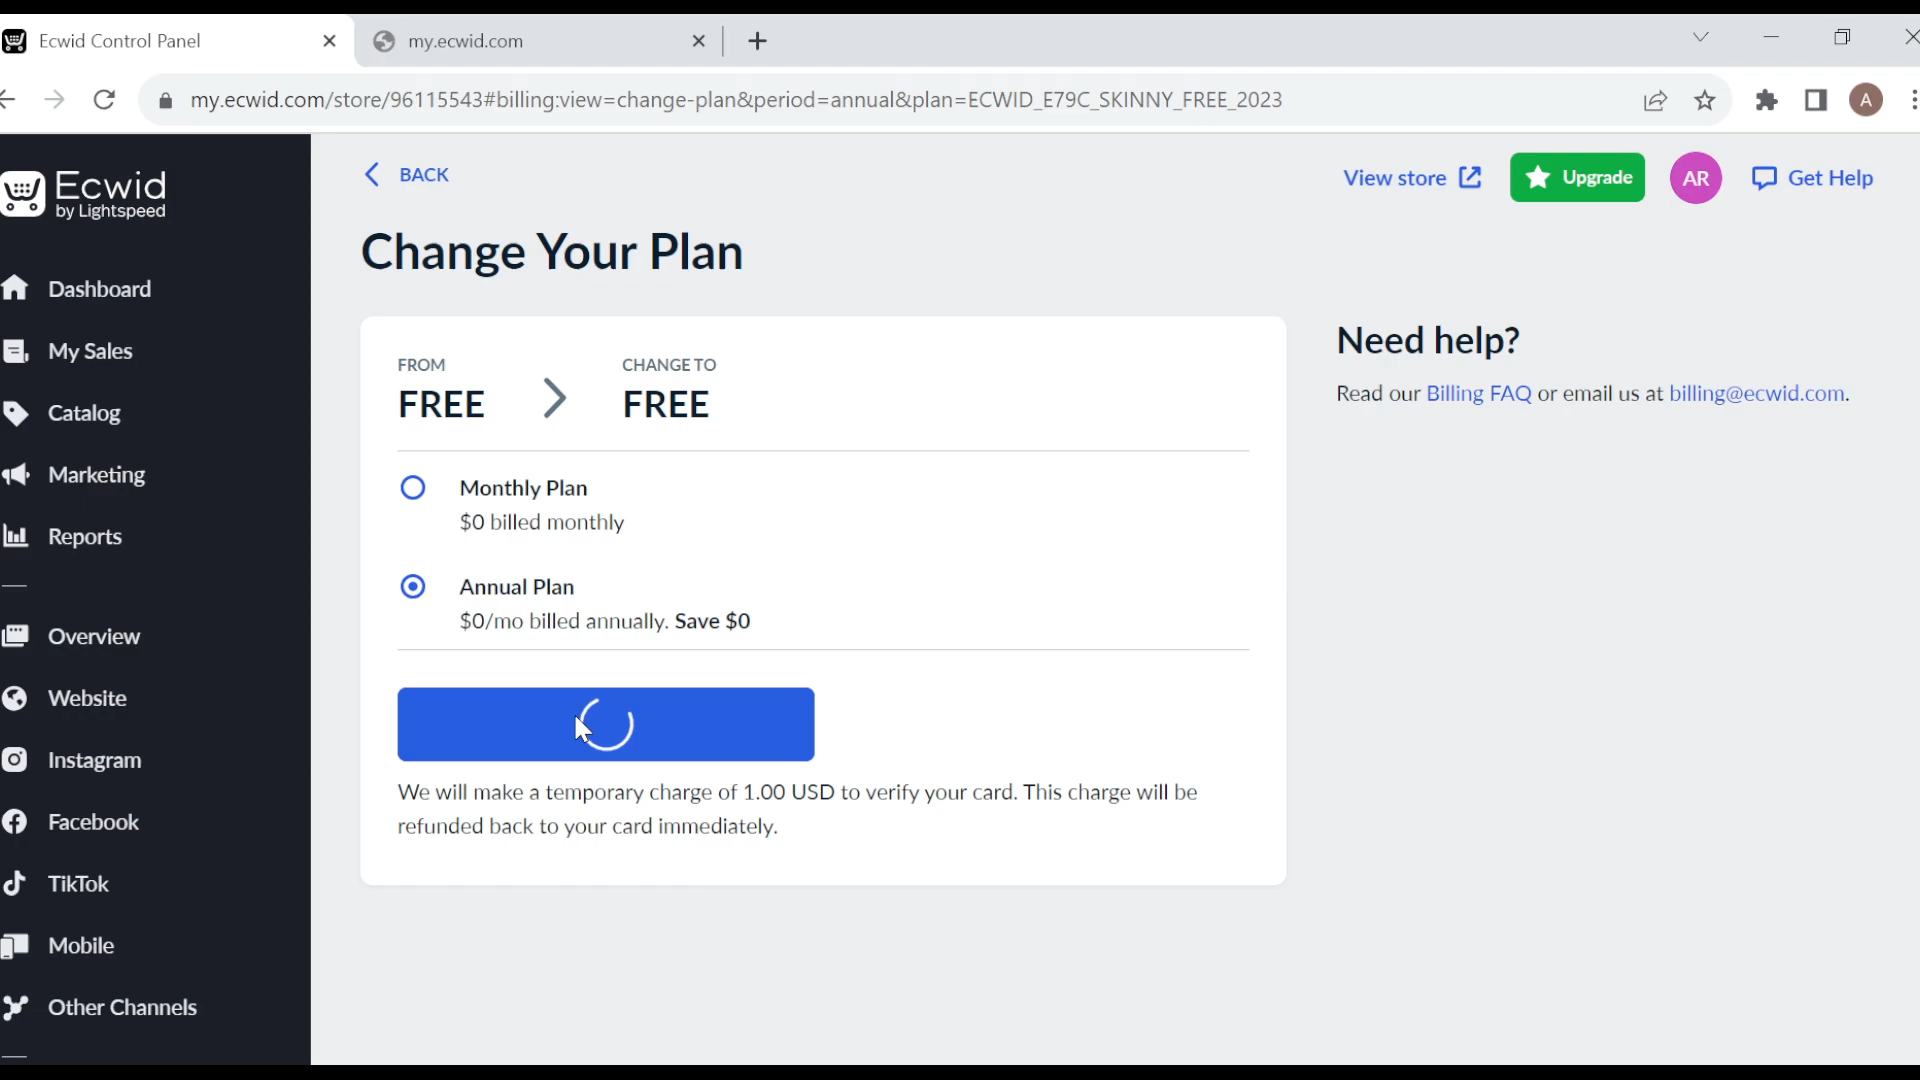 Ecwid Control Panel
my.ecwid.com
my.ecwid.com/store/96115543#billing:view=change-plan&period=annual&plan=ECWID_E79C_SKINNY_FREE_2023
A
Ecwid
by Lightspeed
Dashboard
My Sales
Catalog
Marketing
Reports
Overview
Website
Instagram
Facebook
TikTok
Mobile
Other Channels
BACK
View store
Upgrade
AR
Get Help
Change Your Plan
FROM
FREE
CHANGE TO
FREE
Monthly Plan
$0 billed monthly
Annual Plan
$0/mo billed annually. Save $0
We will make a temporary charge of 1.00 USD to verify your card. This charge will be
refunded back to your card immediately.
Need help?
Read our Billing FAQ or email us at billing@ecwid.com.